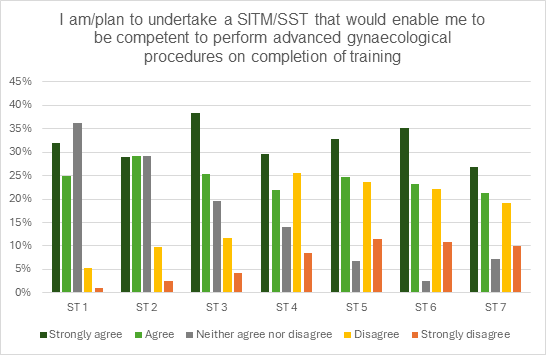 I am/plan to undertake a SITM/SST that would enable me to
be competent to perform advanced gynaecological
procedures on completion of training
45%
40%
35%
30%
25%
20%
15%
10%
5%
0%
ST 1 ST 2 ST 3 ST 4 ST 5 ST 6 ST 7
Strongly agree Agree Neither agree nor disagree Disagree Strongly disagree